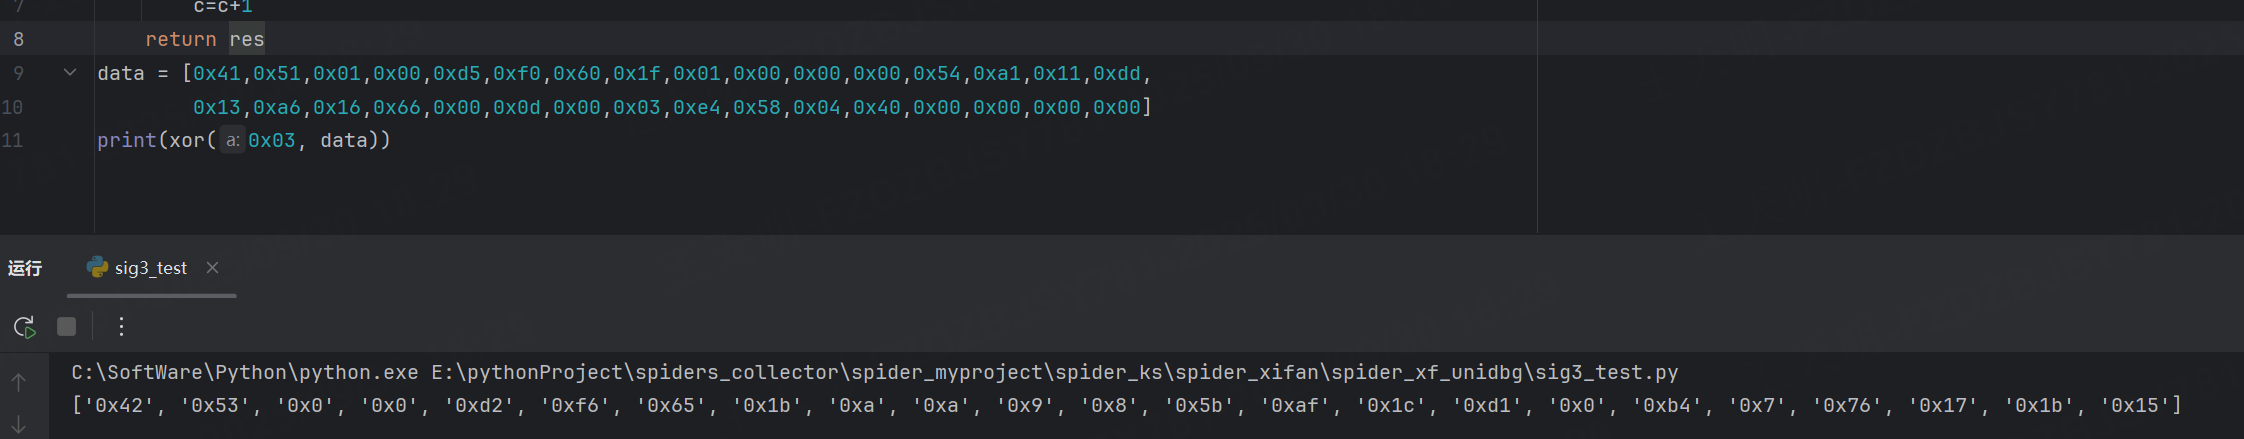 7 c=c+1
8 return res
9 data = [0x41,0x51,0x01,0x00,0xd5,0xf0,0x60,0x1f,0x01,0x00,0x00,0x00,0x54,0xa1,0x11,0xdd,
10 0x13,0xa6,0x16,0x66,0x00,0x0d,0x00,0x03,0xe4,0x58,0x04,0x40,0x00,0x00,0x00,0x00]
11 print(xor( a: 0x03, data))
运行 sig3_test
C:\SoftWare\Python\python.exe E:\pythonProject\spiders_collector\spider_myproject\spider_ks\spider_xifan\spider_xf_unidbg\sig3_test.py
['0x42', '0x53', '0x0', '0x0', '0xd2', '0xf6', '0x65', '0x1b', '0xa', '0xa', '0x9', '0x8', '0x5b', '0xaf', '0x1c', '0xd1', '0x0', '0xb4', '0x7', '0x76', '0x17', '0x1b', '0x15']